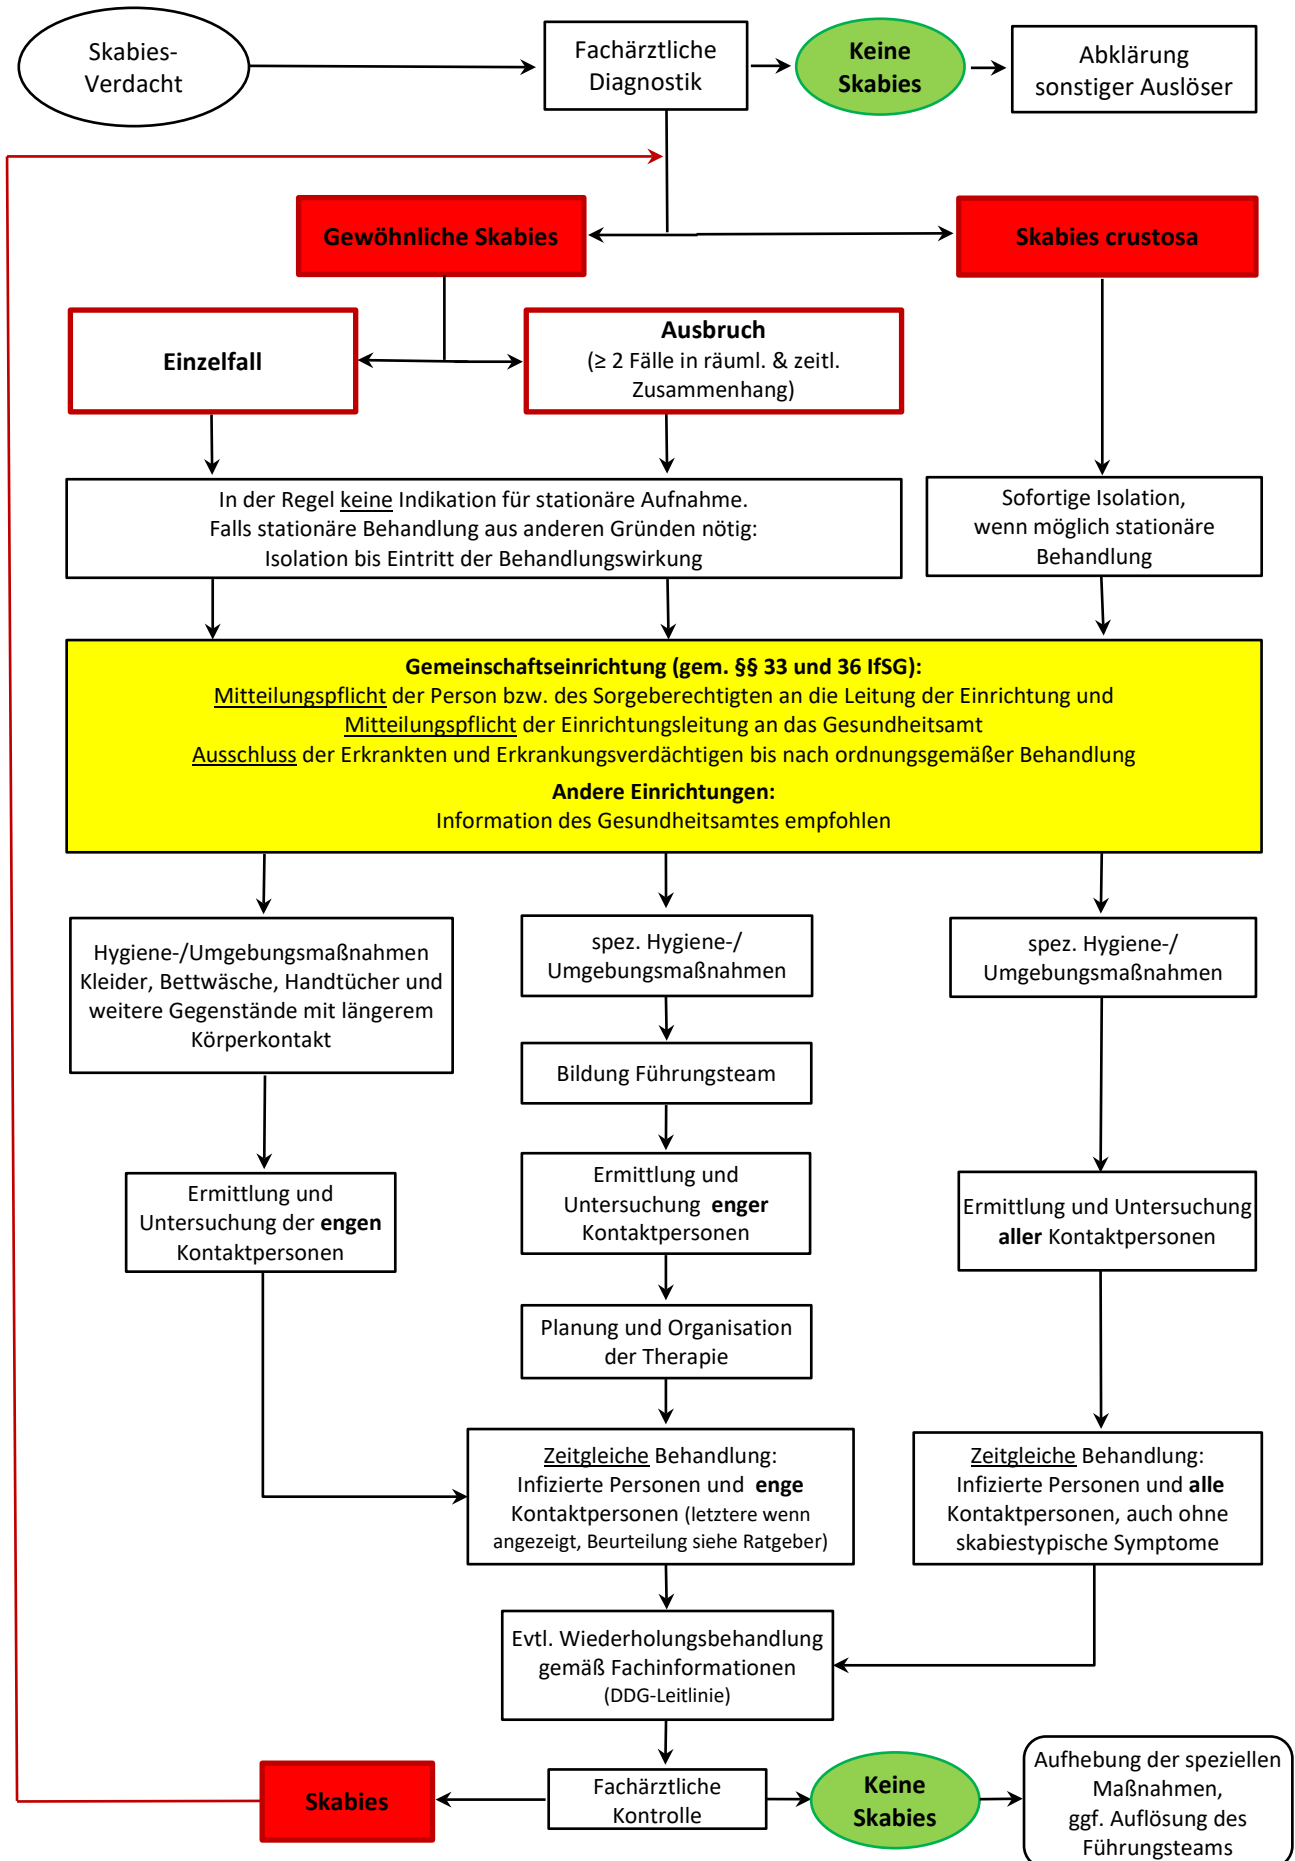 Skabies-
Verdacht
Fachärztliche
Diagnostik
Keine
Skabies
Abklärung
sonstiger Auslöser
Gewöhnliche Skabies
Skabies crustosa
Einzelfall
Ausbruch
(≥ 2 Fälle in räuml. & zeitl.
Zusammenhang)
In der Regel keine Indikation für stationäre Aufnahme.
Falls stationäre Behandlung aus anderen Gründen nötig:
Isolation bis Eintritt der Behandlungswirkung
Sofortige Isolation,
wenn möglich stationäre
Behandlung
Gemeinschaftseinrichtung (gem. §§ 33 und 36 IfSG):
Mitteilungspflicht der Person bzw. des Sorgeberechtigten an die Leitung der Einrichtung und
Mitteilungspflicht der Einrichtungsleitung an das Gesundheitsamt
Ausschluss der Erkrankten und Erkrankungsverdächtigen bis nach ordnungsgemäßer Behandlung
Andere Einrichtungen:
Information des Gesundheitsamtes empfohlen
Hygiene-/Umgebungsmaßnahmen
Kleider, Bettwäsche, Handtücher und
weitere Gegenstände mit längerem
Körperkontakt
spez. Hygiene-/
Umgebungsmaßnahmen
spez. Hygiene-/
Umgebungsmaßnahmen
Bildung Führungsteam
Ermittlung und
Untersuchung der engen
Kontaktpersonen
Ermittlung und
Untersuchung enger
Kontaktpersonen
Ermittlung und Untersuchung
aller Kontaktpersonen
Planung und Organisation
der Therapie
Zeitgleiche Behandlung:
Infizierte Personen und enge
Kontaktpersonen (letztere wenn
angezeigt, Beurteilung siehe Ratgeber)
Zeitgleiche Behandlung:
Infizierte Personen und alle
Kontaktpersonen, auch ohne
skabiestypische Symptome
Evtl. Wiederholungsbehandlung
gemäß Fachinformationen
(DDG-Leitlinie)
Skabies
Fachärztliche
Kontrolle
Keine
Skabies
Aufhebung der speziellen
Maßnahmen,
ggf. Auflösung des
Führungsteams